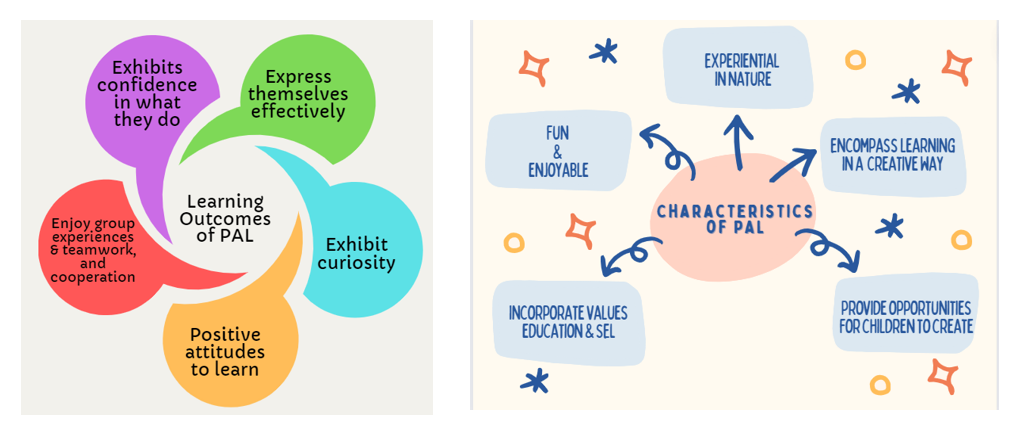 Exhibits
confidence
in what
they do
Express
themselves
effectively
Learning
Outcomes
of PAL
Enjoy group
experiences
& teamwork,
and
cooperation
Exhibit
curiosity
Positive
attitudes
to learn
EXPERIENTIAL
IN NATURE
FUN
&
ENJOYABLE
ENCOMPASS LEARNING
IN A CREATIVE WAY
CHARACTERISTICS
OF PAL
INCORPORATE VALUES
EDUCATION & SEL
PROVIDE OPPORTUNITIES
FOR CHILDREN TO CREATE